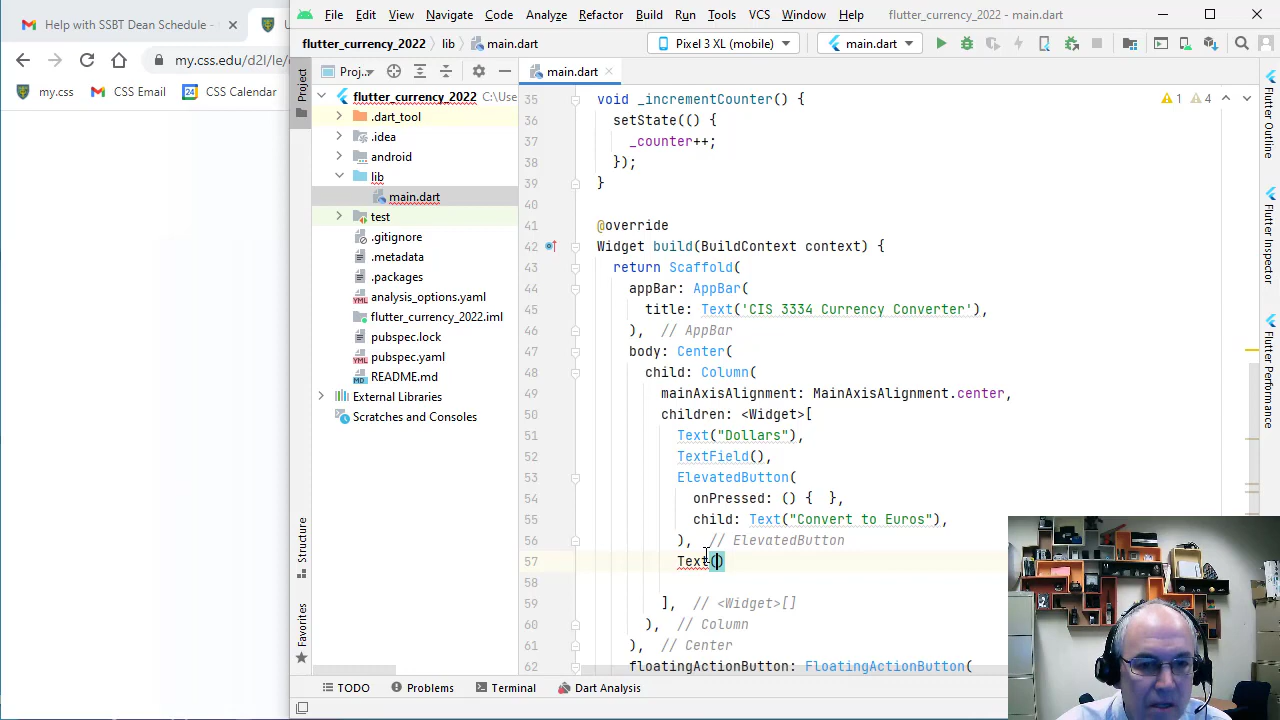 Help with SSBT Dean Schedule -
my.css.edu/d2l/le/
my.css
CSS Email
CSS Calendar
File Edit View Navigate Code Analyze Refactor Build Run Tools VCS Window Help
flutter_currency_2022 - main.dart
flutter_currency_2022 lib main.dart
Pixel 3 XL (mobile)
main.dart
Project
Proj...
main.dart
flutter_currency_2022 C:\Use
.dart_tool
.idea
android
lib
main.dart
test
.gitignore
.metadata
.packages
analysis_options.yaml
flutter_currency_2022.iml
pubspec.lock
pubspec.yaml
README.md
External Libraries
Scratches and Consoles
Structure
Favorites
1 4
35 void _incrementCounter() {
36 setState(() {
37 _counter++;
38 });
39 }
40
41 @override
42 Widget build(BuildContext context) {
43 return Scaffold(
44 appBar: AppBar(
45 title: Text('CIS 3334 Currency Converter'),
46 ), // AppBar
47 body: Center(
48 child: Column(
49 mainAxisAlignment: MainAxisAlignment.center,
50 children: <Widget>[
51 Text("Dollars"),
52 TextField(),
53 ElevatedButton(
54 onPressed: () { },
55 child: Text("Convert to Euros"),
56 ), // ElevatedButton
57 Text()
58
59 ], // <Widget>[]
60 ), // Column
61 ), // Center
62 floatingActionButton: FloatingActionButton(
Flutter Outline
Flutter Inspector
Flutter Performance
TODO
Problems
Terminal
Dart Analysis